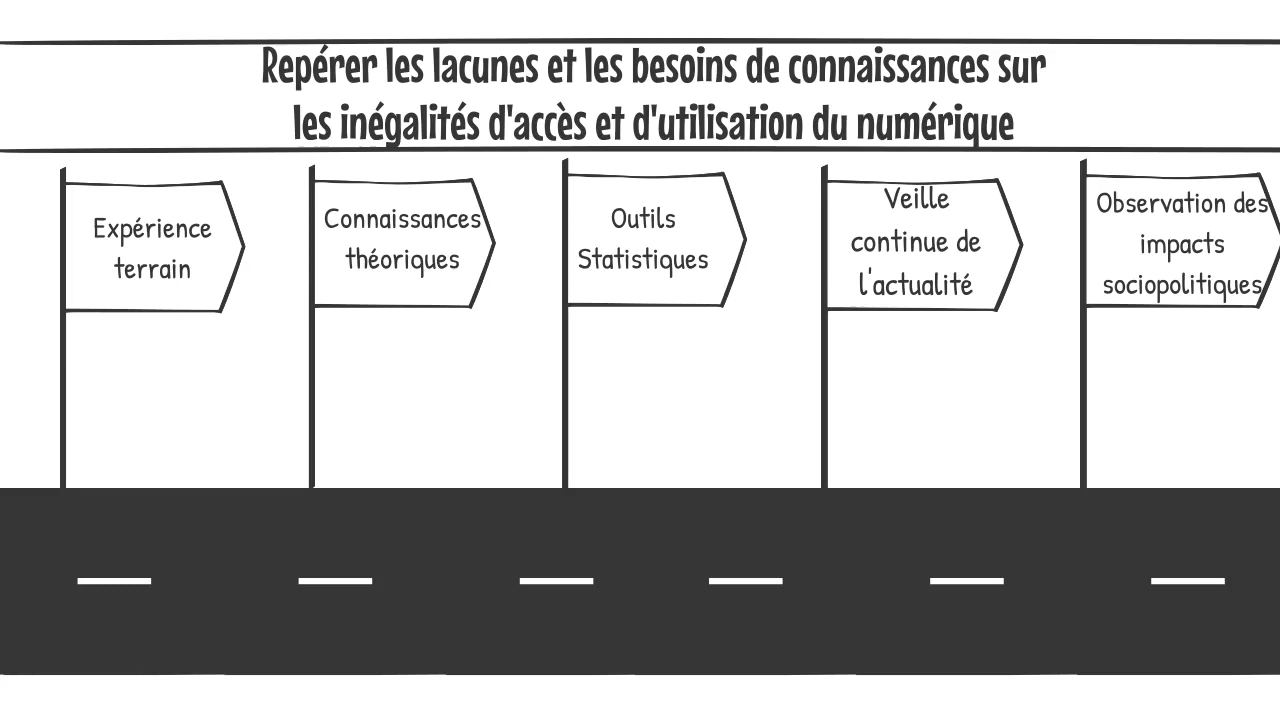 Repérer les lacunes et les besoins de connaissances sur
les inégalités d'accès et d'utilisation du numérique
Expérience
terrain
Connaissances
théoriques
Outils
Statistiques
Veille
continue de
l'actualité
Observation des
impacts
sociopolitiques